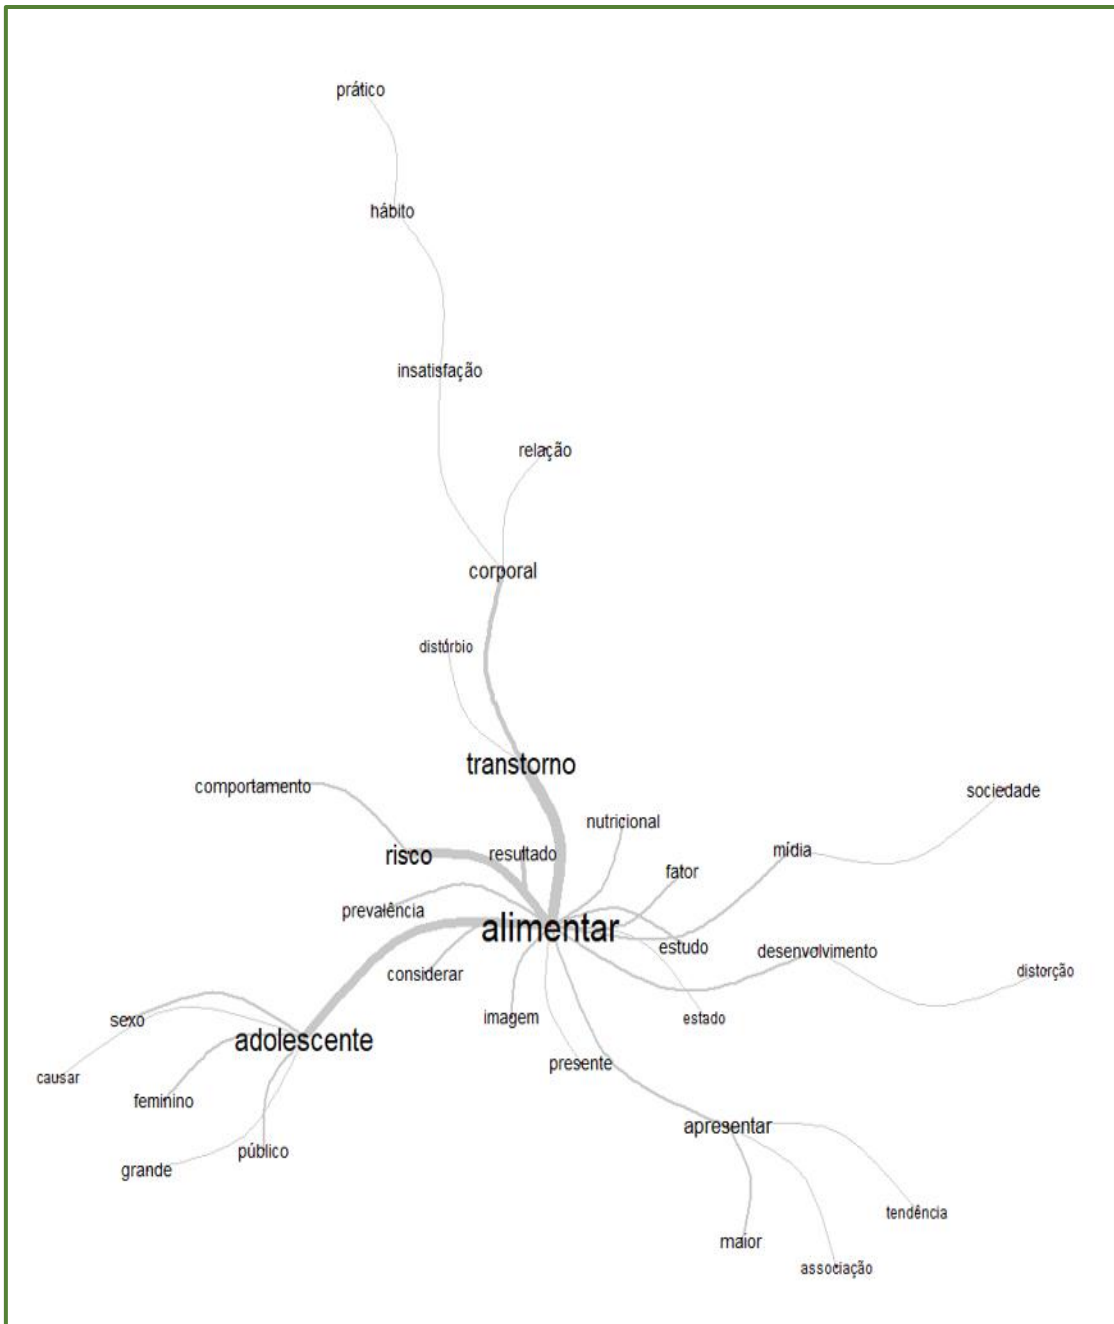 prático
hábito
insatisfação
relação
corporal
distúrbio
transtorno
comportamento
sociedade
nutricional
mídia
risco
resultado
fator
prevalência
alimentar
estudo
desenvolvimento
considerar
distorção
imagem
estado
sexo
adolescente
presente
causar
feminino
apresentar
público
grande
tendência
maior
associação